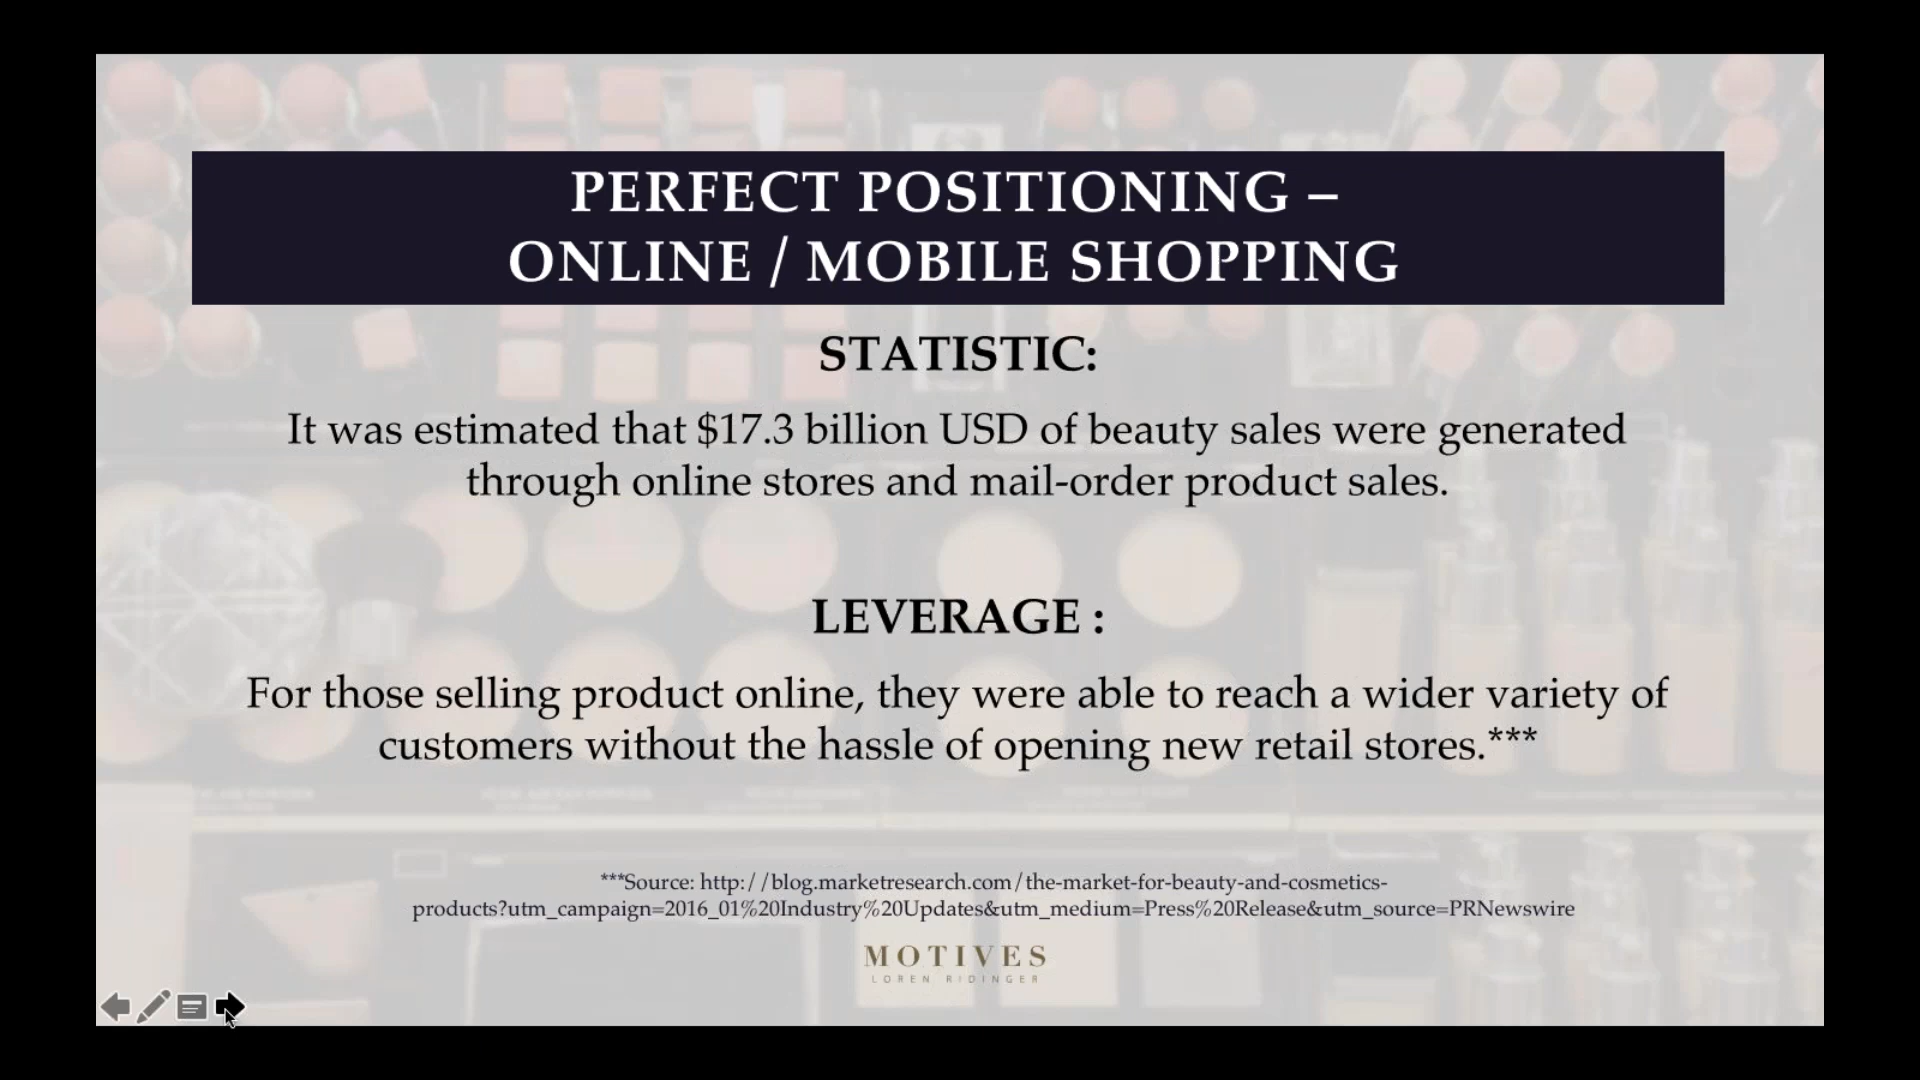 PERFECT POSITIONING –
ONLINE / MOBILE SHOPPING
STATISTIC:
It was estimated that $17.3 billion USD of beauty sales were generated
through online stores and mail-order product sales.
LEVERAGE :
For those selling product online, they were able to reach a wider variety of
customers without the hassle of opening new retail stores.***
***Source: http://blog.marketresearch.com/the-market-for-beauty-and-cosmetics-
products?utm_campaign=2016_01%20Industry%20Updates&utm_medium=Press%20Release&utm_source=PRNewswire
MOTIVES
LOREN RIDINGER